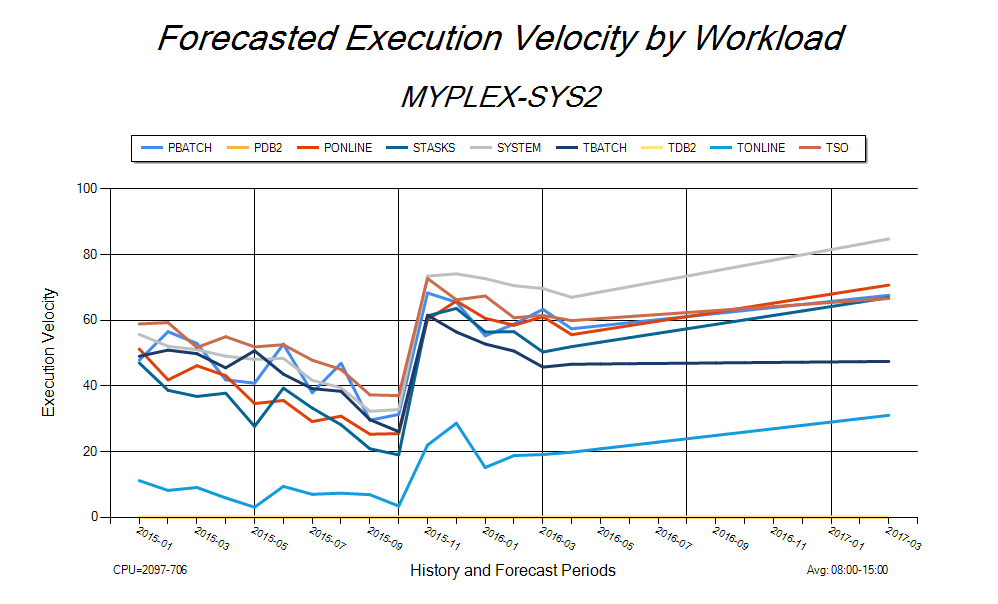 Forecasted Execution Velocity by Workload
MYPLEX-SYS2
PBATCH PDB2 PONLINE STASKS SYSTEM TBATCH TDB2 TONLINE TSO
100
80
60
40
20
0
Execution Velocity
2015-01 2015-03 2015-05 2015-07 2015-09 2015-11 2016-01 2016-03 2016-05 2016-07 2016-09 2016-11 2017-01 2017-03
CPU=2097-706 History and Forecast Periods Avg: 08:00-15:00